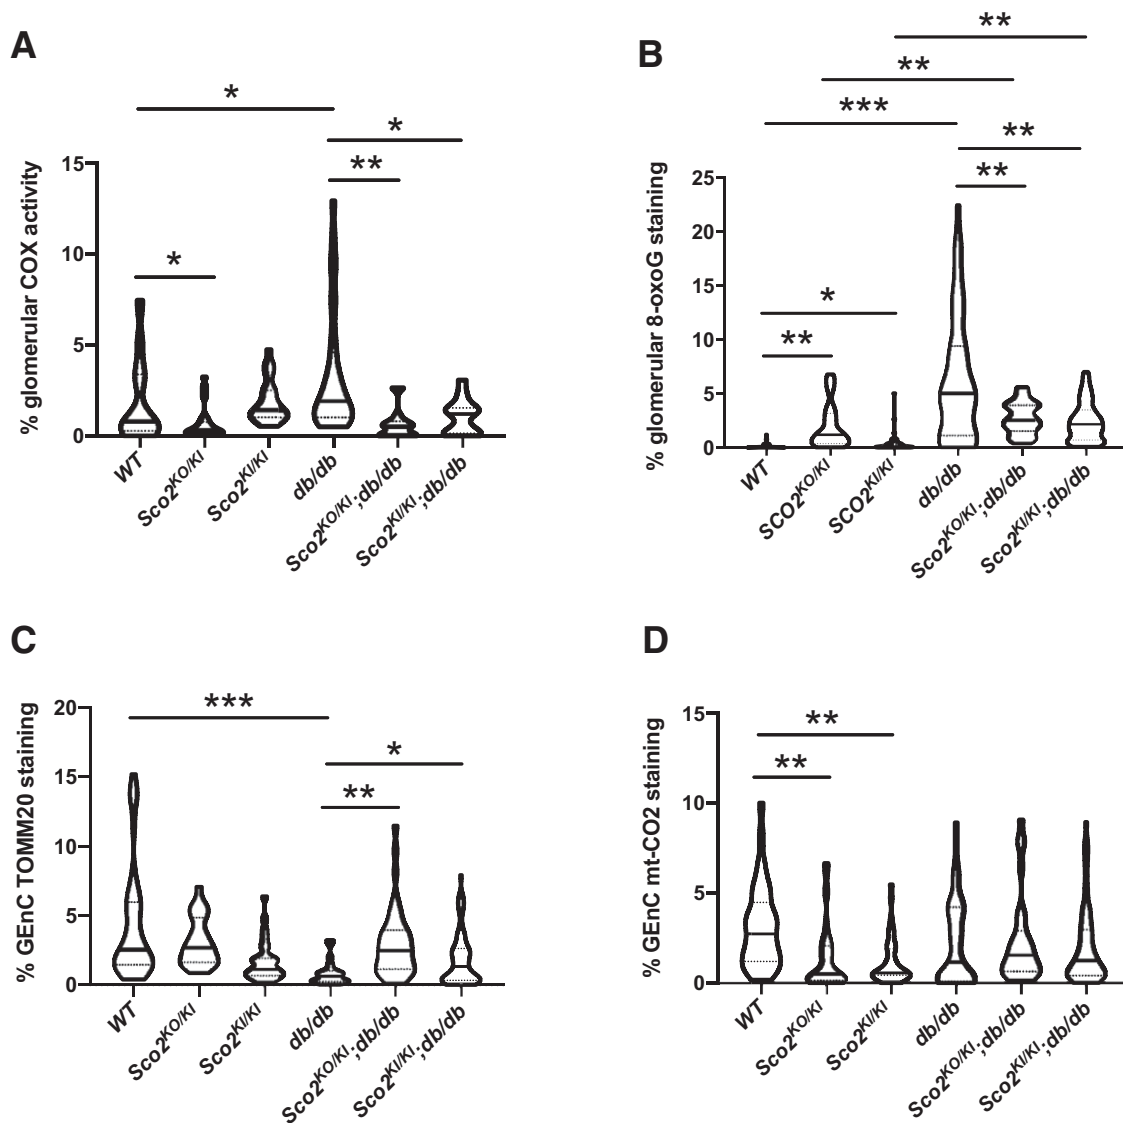 A
% glomerular COX activity
15
10
5
0
*
*
**
*
WT
Sco2KO/KI
Sco2KI/KI
db/db
Sco2KO/KI;db/db
Sco2KI/KI;db/db
B
% glomerular 8-oxoG staining
25
20
15
10
5
0
**
**
***
**
**
*
**
WT
SCO2KO/KI
SCO2KI/KI
db/db
Sco2KO/KI;db/db
Sco2KI/KI;db/db
C
% GEnC TOMM20 staining
20
15
10
5
0
***
*
**
WT
Sco2KO/KI
Sco2KI/KI
db/db
Sco2KO/KI;db/db
Sco2KI/KI;db/db
D
% GEnC mt-CO2 staining
15
10
5
0
**
**
WT
Sco2KO/KI
Sco2KI/KI
db/db
Sco2KO/KI;db/db
Sco2KI/KI;db/db